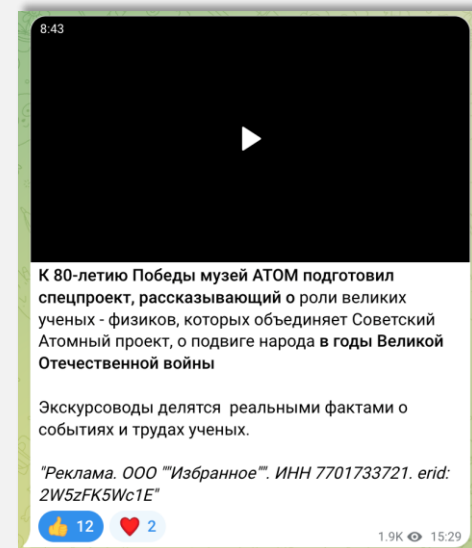 8:43
К 80-летию Победы музей АТОМ подготовил
спецпроект, рассказывающий о роли великих
ученых - физиков, которых объединяет Советский
Атомный проект, о подвиге народа в годы Великой
Отечественной войны
Экскурсоводы делятся  реальными фактами о
событиях и трудах ученых.
"Реклама. ООО ""Избранное"". ИНН 7701733721. erid:
2W5zFK5Wc1E"
👍 12 ❤️ 2
1.9K 15:29